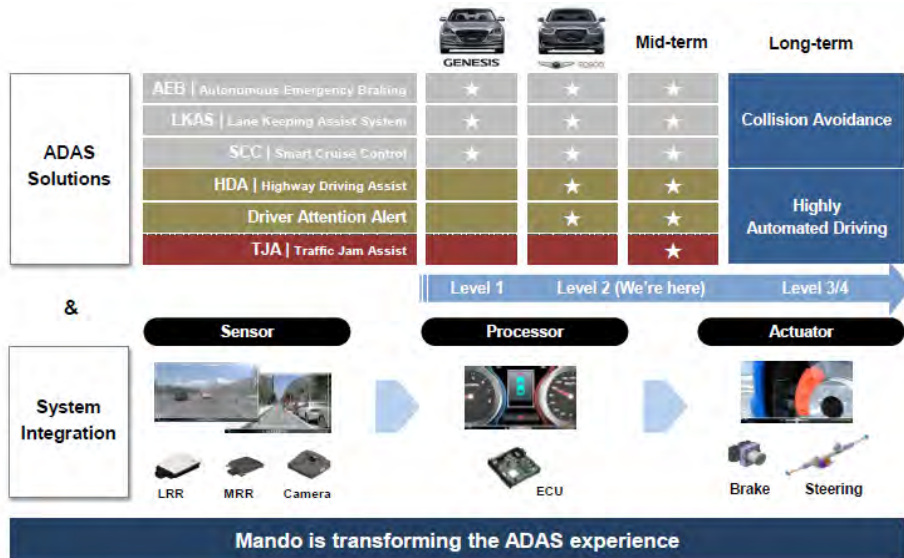 GENESIS
Mid-term
Long-term
ADAS
Solutions
AEB | Autonomous Emergency Braking
LKAS | Lane Keeping Assist System
SCC | Smart Cruise Control
HDA | Highway Driving Assist
Driver Attention Alert
TJA | Traffic Jam Assist
Collision Avoidance
Highly
Automated Driving
Level 1
Level 2 (We're here)
Level 3/4
&
System
Integration
Sensor
Processor
Actuator
LRR
MRR
Camera
ECU
Brake
Steering
Mando is transforming the ADAS experience